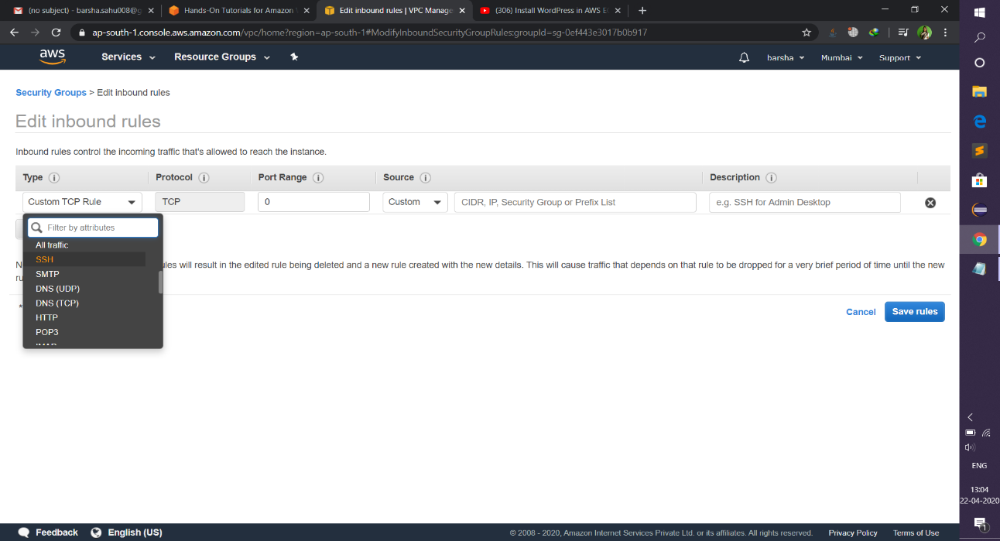 (no subject) - barsha.sahu008@g
Hands-On Tutorials for Amazon
Edit inbound rules | VPC Manage
(306) Install WordPress in AWS E
ap-south-1.console.aws.amazon.com/vpc/home?region=ap-south-1#ModifyInboundSecurityGroupRules:groupId=sg-0ef443e3017b0b917
aws Services Resource Groups barsha Mumbai Support
Security Groups > Edit inbound rules
Edit inbound rules
Inbound rules control the incoming traffic that's allowed to reach the instance.
Type i Protocol i Port Range i Source i Description i
Custom TCP Rule TCP 0 Custom CIDR, IP, Security Group or Prefix List e.g. SSH for Admin Desktop
Filter by attributes
All traffic
SSH
SMTP
DNS (UDP)
DNS (TCP)
HTTP
POP3
will result in the edited rule being deleted and a new rule created with the new details. This will cause traffic that depends on that rule to be dropped for a very brief period of time until the new
*
Cancel Save rules
Feedback English (US) © 2008 - 2020, Amazon Internet Services Private Ltd. or its affiliates. All rights reserved. Privacy Policy Terms of Use
ENG
13:04
22-04-2020
1